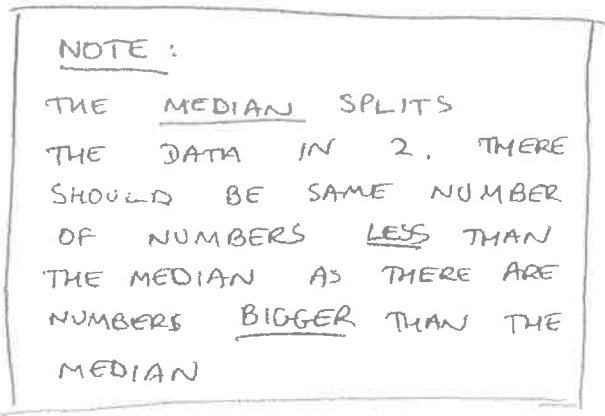 NOTE :
THE MEDIAN SPLITS
THE DATA IN 2. THERE
SHOULD BE SAME NUMBER
OF NUMBERS LESS THAN
THE MEDIAN AS THERE ARE
NUMBERS BIGGER THAN THE
MEDIAN